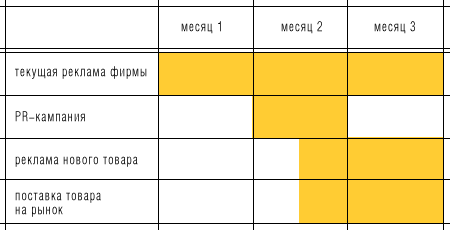 месяц 1 месяц 2 месяц 3
текущая реклама фирмы
PR–кампания
реклама нового товара
поставка товара
на рынок